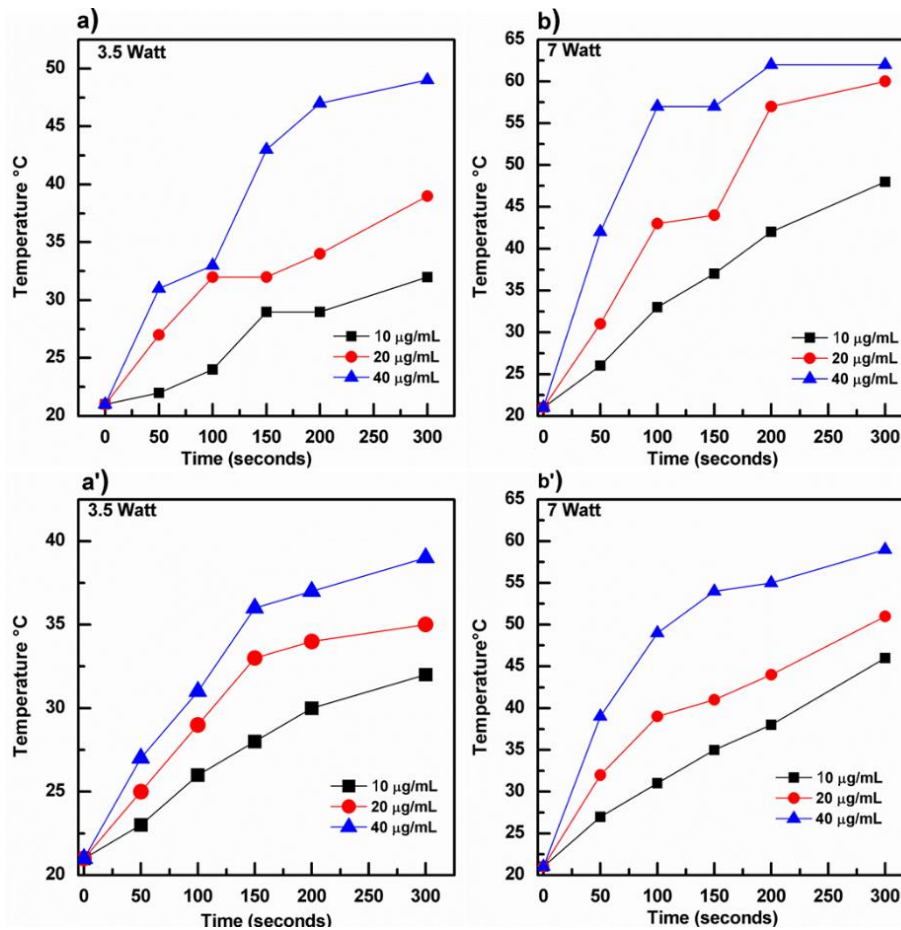 a)
3.5 Watt
50
40
30
20
Temperature °C
0 50 100 150 200 250 300
Time (seconds)
10 µg/mL
20 µg/mL
40 µg/mL
b)
7 Watt
65
60
55
50
45
40
35
30
25
20
Temperature °C
0 50 100 150 200 250 300
Time (seconds)
10 µg/mL
20 µg/mL
40 µg/mL
a')
3.5 Watt
40
35
30
25
20
Temperature °C
0 50 100 150 200 250 300
Time (seconds)
10 µg/mL
20 µg/mL
40 µg/mL
b')
7 Watt
65
60
55
50
45
40
35
30
25
20
Temperature°C
0 50 100 150 200 250 300
Time (seconds)
10 µg/mL
20 µg/mL
40 µg/mL